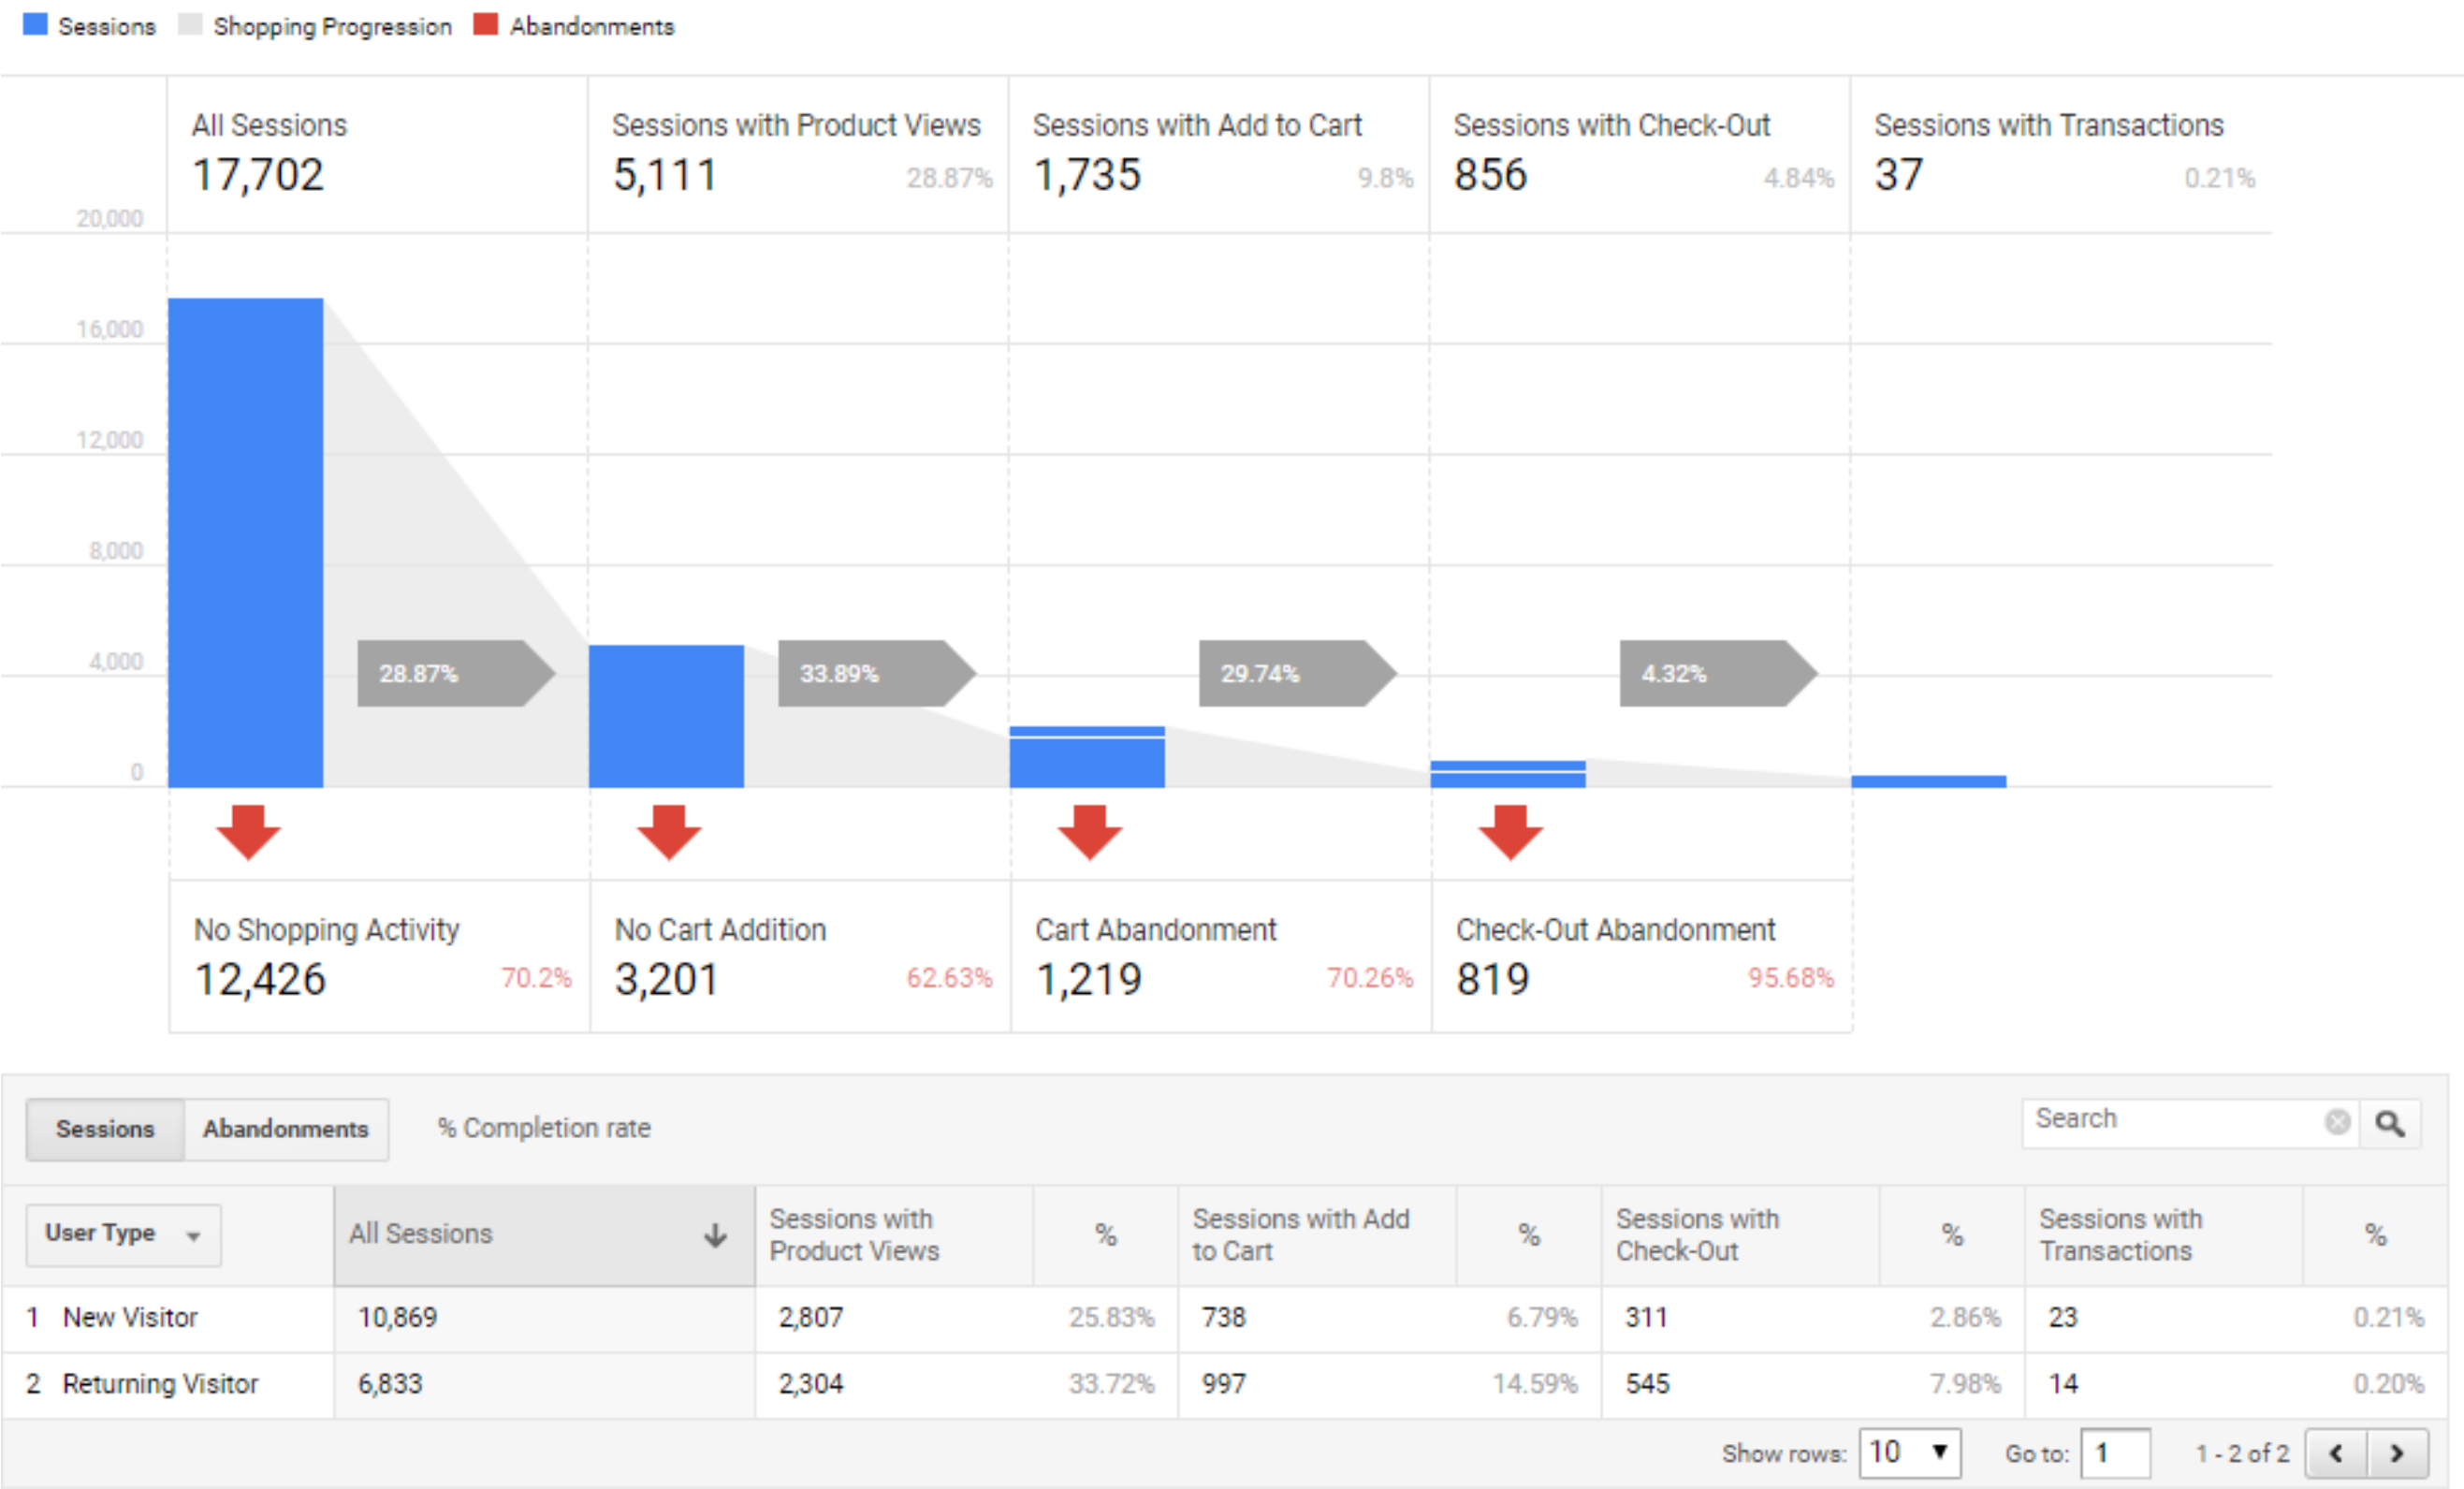 Sessions Shopping Progression Abandonments
All Sessions Sessions with Product Views Sessions with Add to Cart Sessions with Check-Out Sessions with Transactions
17,702 5,111 28.87% 1,735 9.8% 856 4.84% 37 0.21%
20,000
16,000
12,000
8,000
4,000
28.87% 33.89% 29.74% 4.32%
0
No Shopping Activity No Cart Addition Cart Abandonment Check-Out Abandonment
12,426 70.2% 3,201 62.63% 1,219 70.26% 819 95.68%
Sessions Abandonments % Completion rate Search
User Type All Sessions Sessions with Product Views % Sessions with Add to Cart % Sessions with Check-Out % Sessions with Transactions %
1 New Visitor 10,869 2,807 25.83% 738 6.79% 311 2.86% 23 0.21%
2 Returning Visitor 6,833 2,304 33.72% 997 14.59% 545 7.98% 14 0.20%
Show rows: 10 Go to: 1 1 - 2 of 2